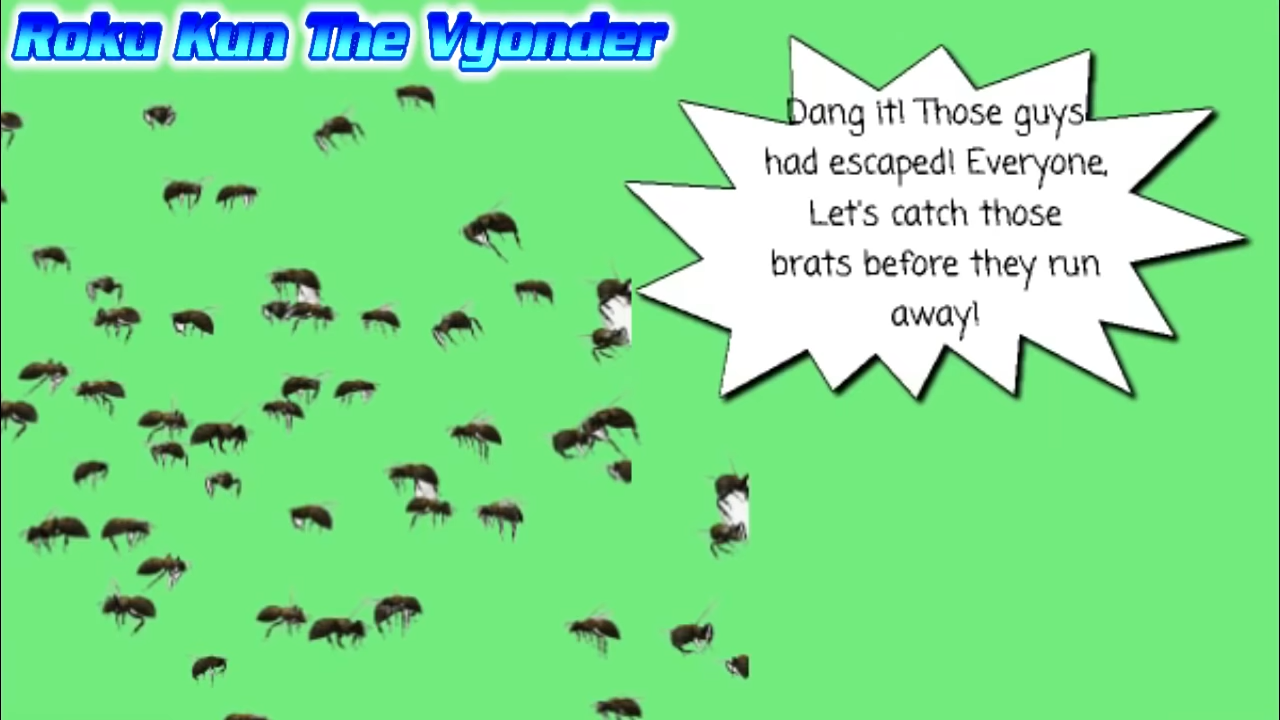 Roku Kun The Vyonder
Dang it! Those guys
had escaped! Everyone,
Let's catch those
brats before they run
away!